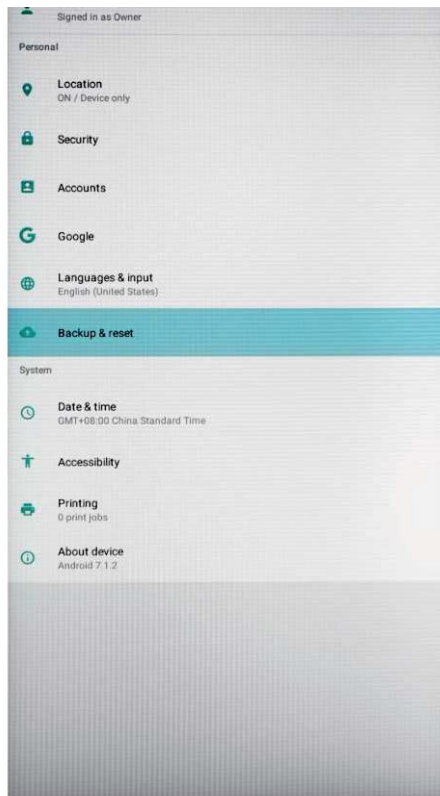 Signed in as Owner
Personal
Location
ON / Device only
Security
Accounts
Google
Languages & input
English (United States)
Backup & reset
System
Date & time
GMT+08:00 China Standard Time
Accessibility
Printing
0 print jobs
About device
Android 7.1.2